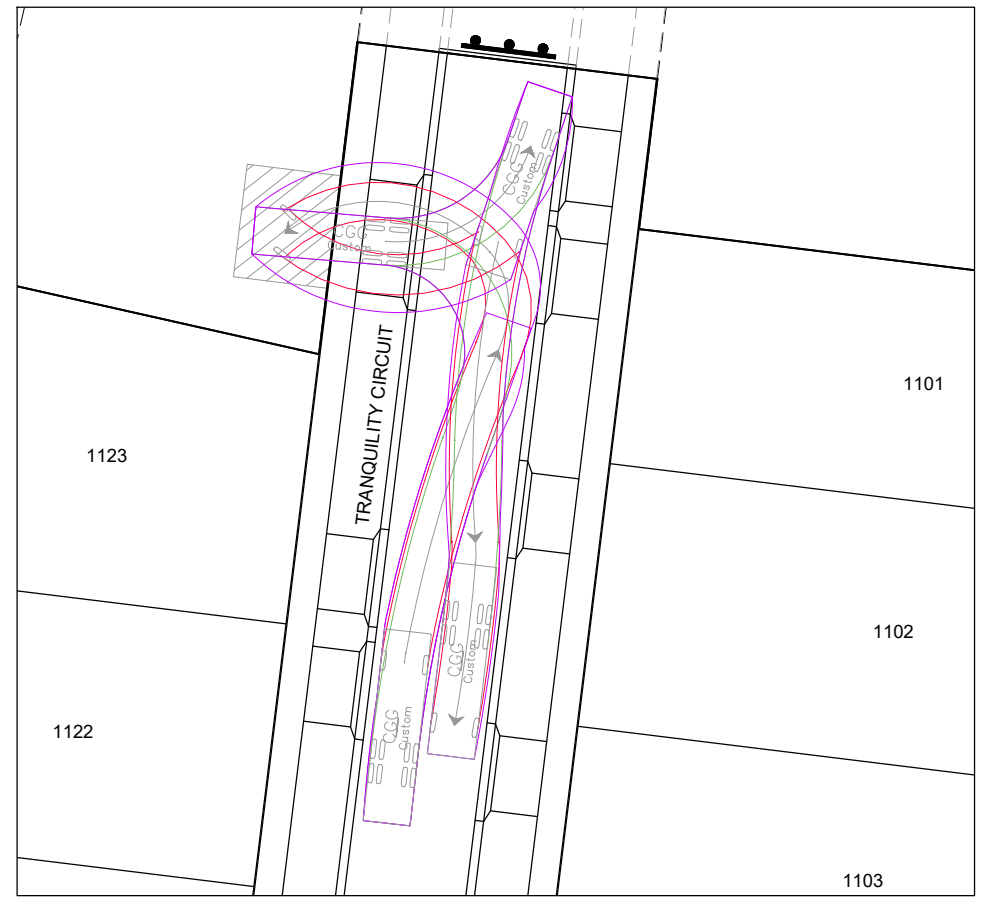 CGG
Custom
CGG
Custom
TRANQUILITY CIRCUIT
1101
1123
1102
CGG
Custom
1122
CGG
Custom
1103